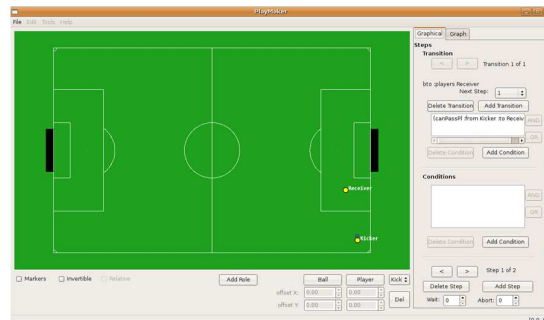 PlayMaker
File Edit Tools Help
Graphical Graph
Steps
Transition
< > Transition 1 of 1
bto :players Receiver
Next Step: 1
Delete Transition Add Transition
(canPassPl :from Kicker :to Receiv
AND
OR
Delete Condition Add Condition
Conditions
AND
OR
Delete Condition Add Condition
< > Step 1 of 2
Delete Step Add Step
Wait: 0 Abort: 0
Receiver
Kicker
Markers Invertible Relative Add Role Ball Player Kick
offset X: 0.00 0.00
offset Y: 0.00 0.00
Del